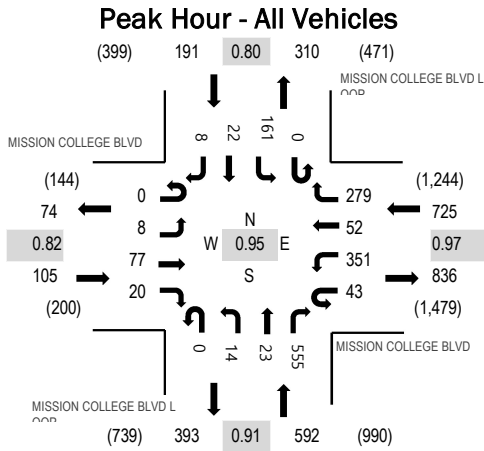 Peak Hour - All Vehicles
(399) 191 0.80 310 (471)
MISSION COLLEGE BLVD L
OOP
MISSION COLLEGE BLVD
8 22 161 0
(144) 0 279 (1,244)
74 8 N 52 725
0.82 77 W 0.95 E 351 0.97
105 20 S 43 836
(200) (1,479)
0 14 23 555
MISSION COLLEGE BLVD
MISSION COLLEGE BLVD L
OOP
(739) 393 0.91 592 (990)